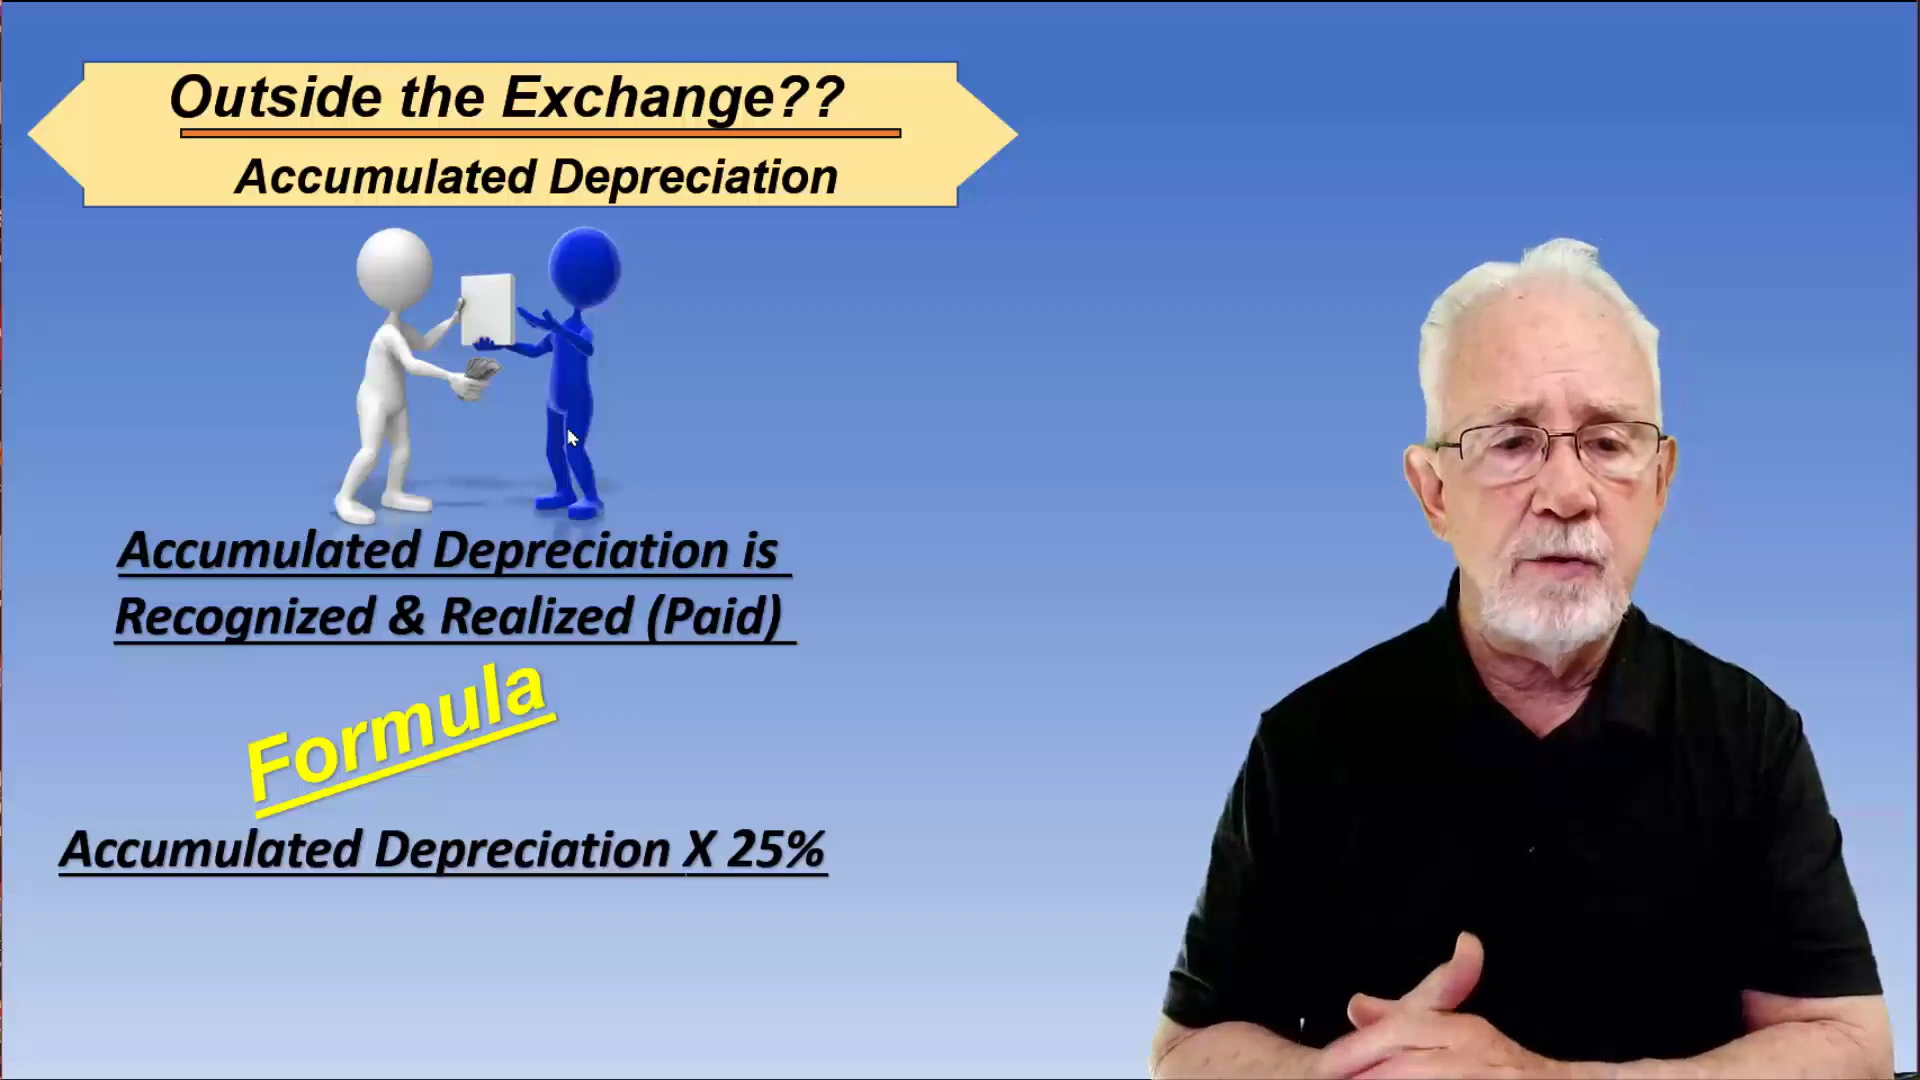 Outside the Exchange??
Accumulated Depreciation
Accumulated Depreciation is
Recognized & Realized (Paid)
Formula
Accumulated Depreciation X 25%